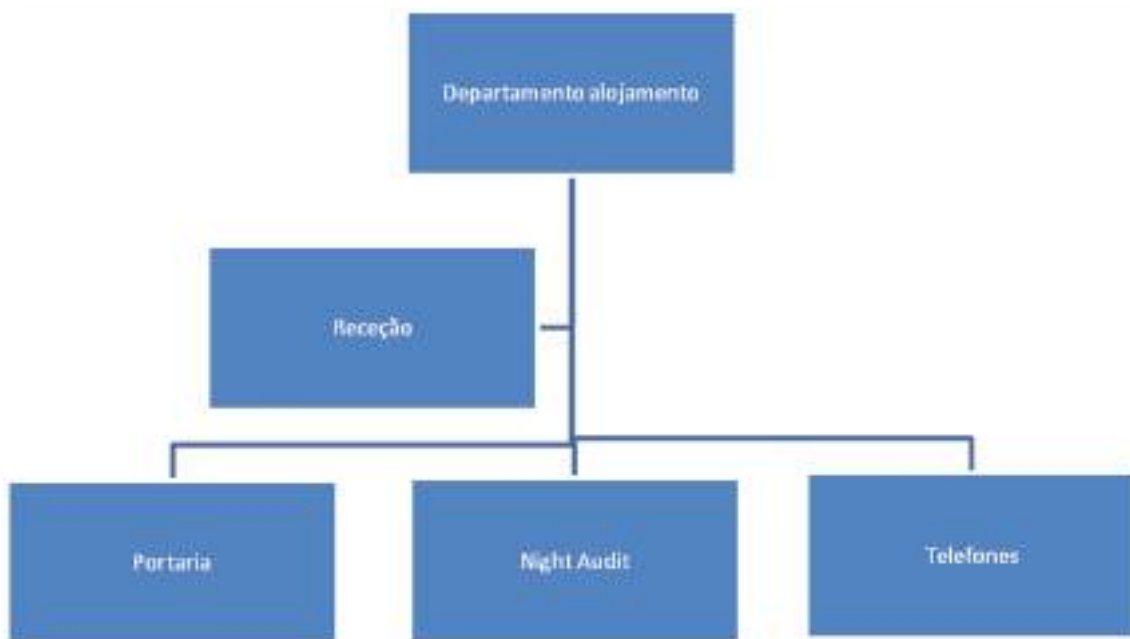 Departamento alojamento
Receção
Portaria
Night Audit
Telefones